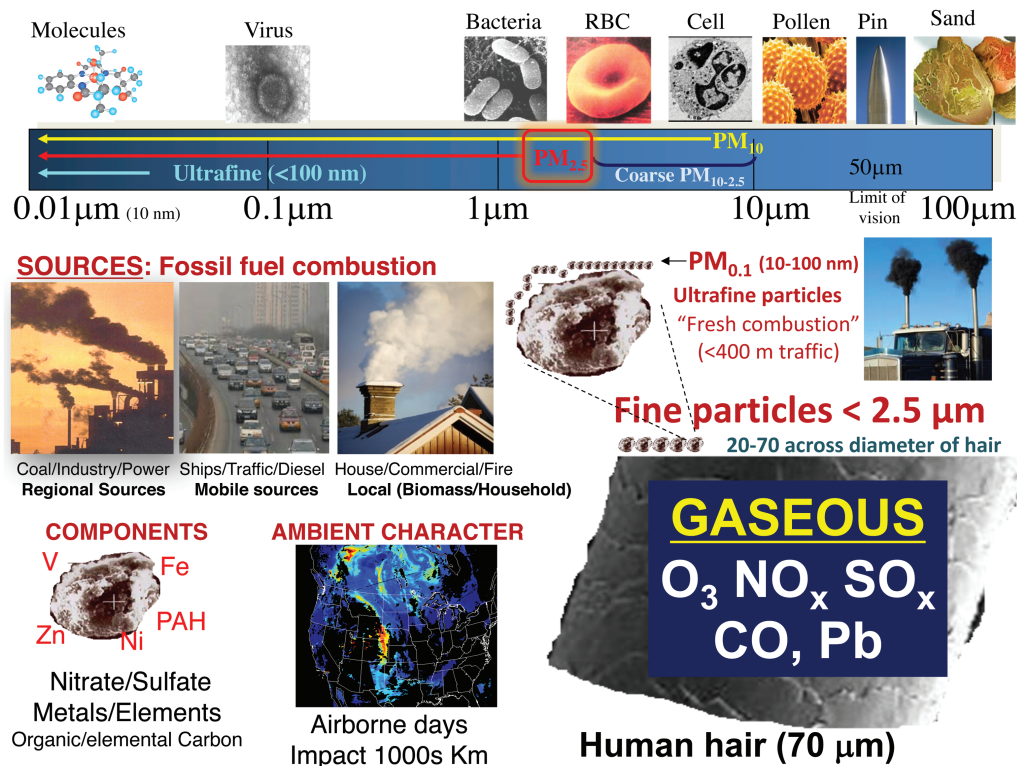 Molecules
Virus
Bacteria
RBC
Cell
Pollen
Pin
Sand
PM10
PM2.5
Ultrafine (<100 nm)
Coarse PM10-2.5
50μm
0.01μm (10 nm)
0.1μm
1μm
10μm
Limit of
vision
100μm
SOURCES: Fossil fuel combustion
Coal/Industry/Power
Regional Sources
Ships/Traffic/Diesel
Mobile sources
House/Commercial/Fire
Local (Biomass/Household)
PM0.1 (10-100 nm)
Ultrafine particles
“Fresh combustion”
(<400 m traffic)
Fine particles < 2.5 μm
20-70 across diameter of hair
COMPONENTS
V
Fe
PAH
Zn
Ni
Nitrate/Sulfate
Metals/Elements
Organic/elemental Carbon
AMBIENT CHARACTER
Airborne days
Impact 1000s Km
GASEOUS
O3 NOx SOx
CO, Pb
Human hair (70 μm)